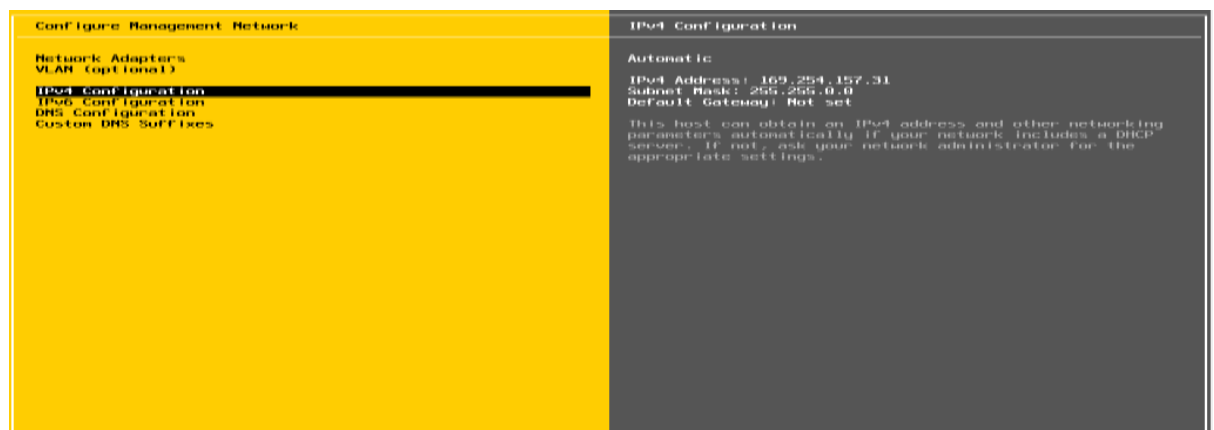 Configure Management Network
Network Adapters
VLAN (optional)
IPv4 Configuration
IPv6 Configuration
DNS Configuration
Custom DNS Suffixes
IPv4 Configuration
Automatic
IPv4 Address: 169.254.157.31
Subnet Mask: 255.255.0.0
Default Gateway: Not set
This host can obtain an IPv4 address and other networking
parameters automatically if your network includes a DHCP
server. If not, ask your network administrator for the
appropriate settings.